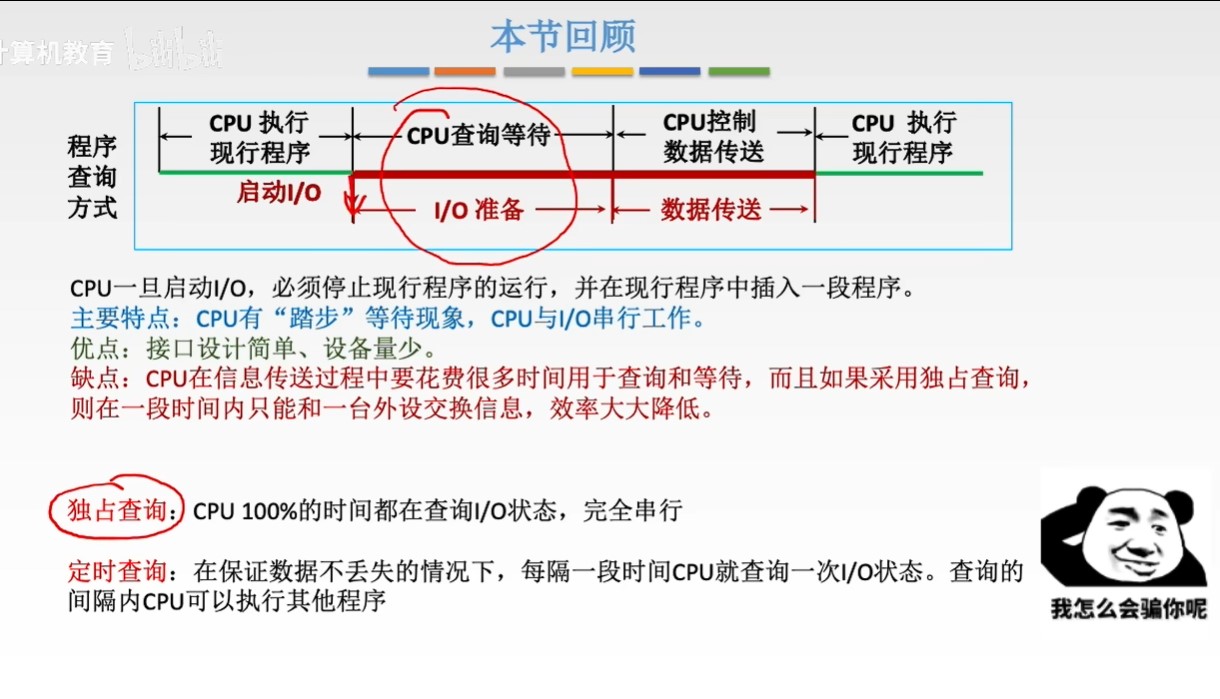 计算机教育 bilibili
本节回顾
程序
查询
方式
CPU 执行
现行程序
CPU查询等待
CPU控制
数据传送
CPU 执行
现行程序
启动I/O
I/O 准备
数据传送
CPU一旦启动I/O，必须停止现行程序的运行，并在现行程序中插入一段程序。
主要特点：CPU有“踏步”等待现象，CPU与I/O串行工作。
优点：接口设计简单、设备量少。
缺点：CPU在信息传送过程中要花费很多时间用于查询和等待，而且如果采用独占查询，
则在一段时间内只能和一台外设交换信息，效率大大降低。
独占查询：CPU 100%的时间都在查询I/O状态，完全串行
定时查询：在保证数据不丢失的情况下，每隔一段时间CPU就查询一次I/O状态。查询的
间隔内CPU可以执行其他程序
我怎么会骗你呢